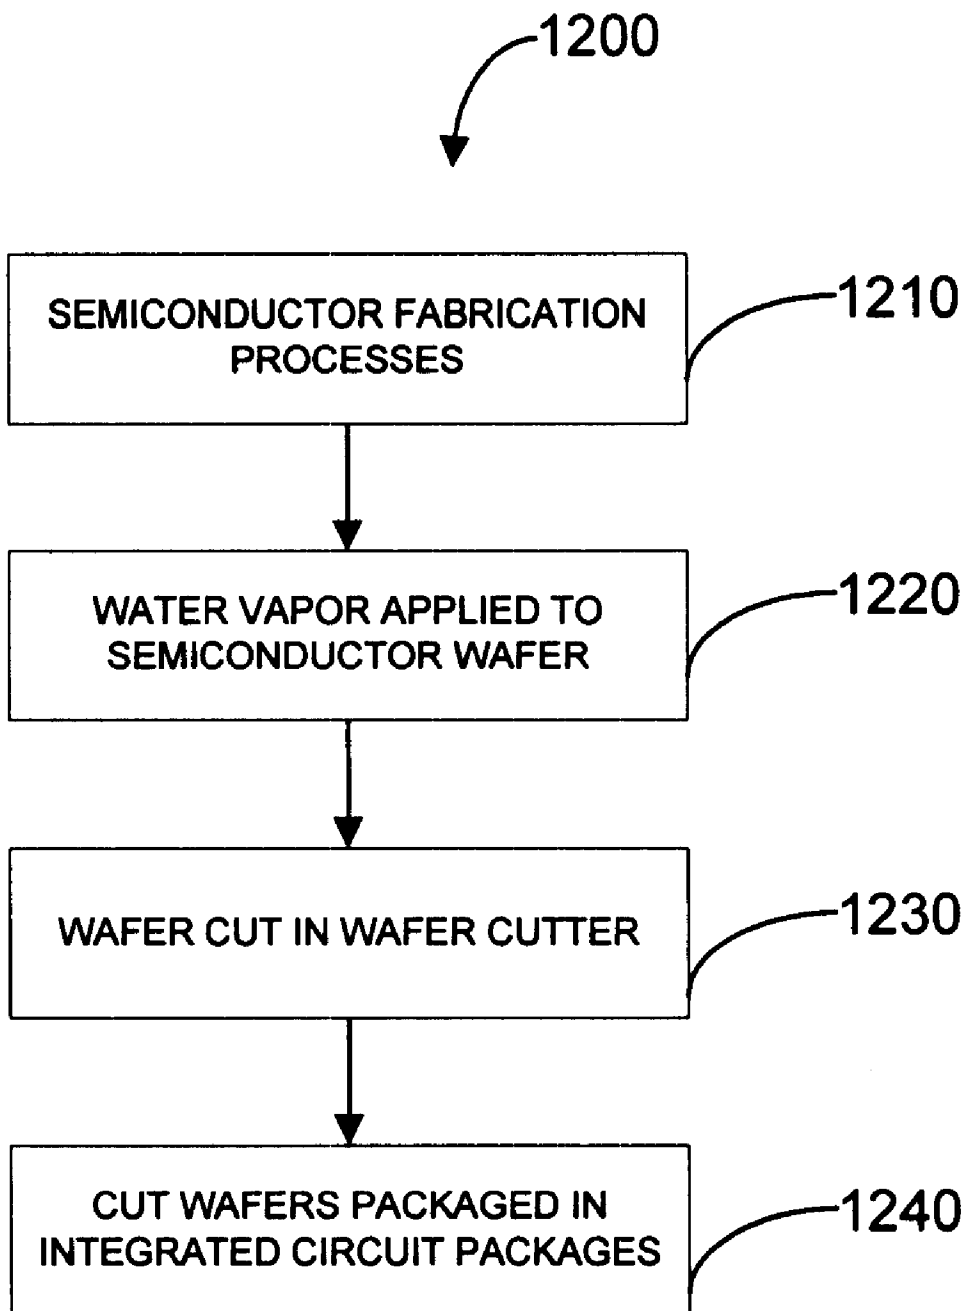 1200
SEMICONDUCTOR FABRICATION
PROCESSES
1210
WATER VAPOR APPLIED TO
SEMICONDUCTOR WAFER
1220
WAFER CUT IN WAFER CUTTER
1230
CUT WAFERS PACKAGED IN
INTEGRATED CIRCUIT PACKAGES
1240